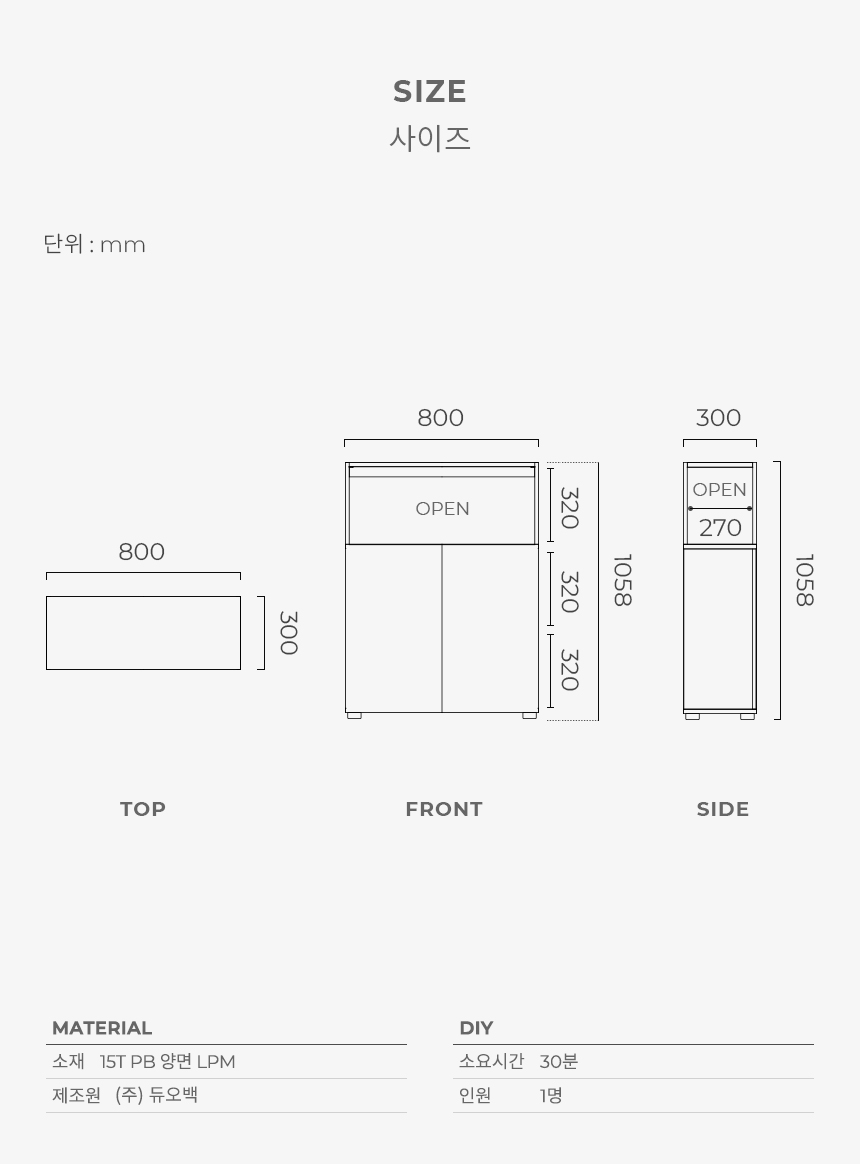 SIZE
사이즈
단위 : mm
800
300
TOP
800
OPEN
320
320
320
1058
FRONT
300
OPEN
270
1058
SIDE
MATERIAL
소재 15T PB 양면 LPM
제조원 (주) 듀오백
DIY
소요시간 30분
인원 1명